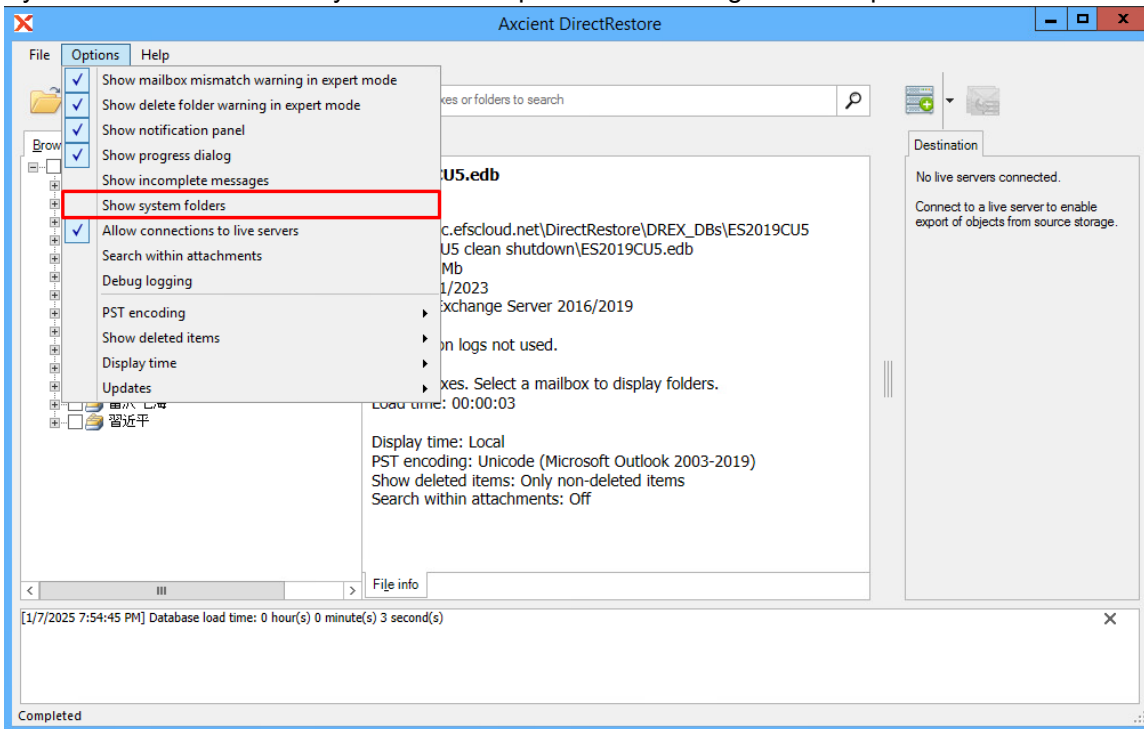 Axcient DirectRestore
File Options Help
Show mailbox mismatch warning in expert mode
Show delete folder warning in expert mode
Show notification panel
Show progress dialog
Show incomplete messages
Show system folders
Allow connections to live servers
Search within attachments
Debug logging
PST encoding
Show deleted items
Display time
Updates
xes or folders to search
Brow
習近平
U5.edb
c.efscloud.net\DirectRestore\DREX_DBs\ES2019CU5
U5 clean shutdown\ES2019CU5.edb
Mb
1/2023
xchange Server 2016/2019
on logs not used.
xes. Select a mailbox to display folders.
Load time: 00:00:03
Display time: Local
PST encoding: Unicode (Microsoft Outlook 2003-2019)
Show deleted items: Only non-deleted items
Search within attachments: Off
File info
Destination
No live servers connected.
Connect to a live server to enable
export of objects from source storage.
[1/7/2025 7:54:45 PM] Database load time: 0 hour(s) 0 minute(s) 3 second(s)
Completed